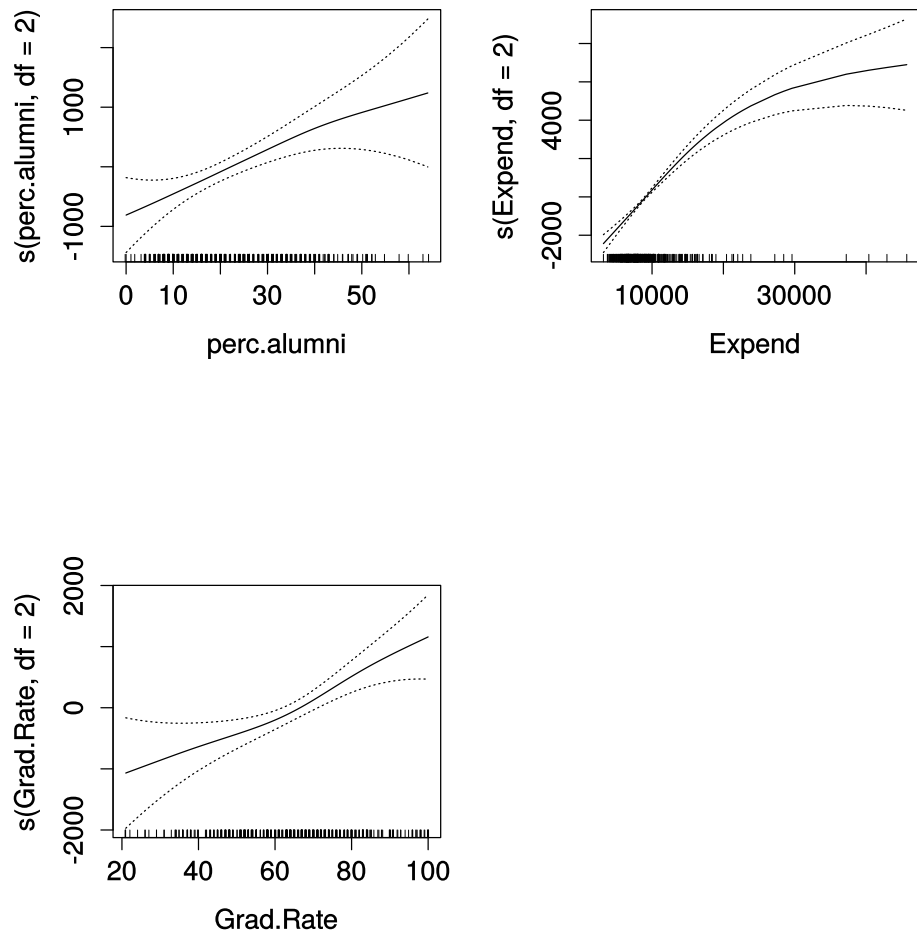 s(perc.alumni, df = 2)
-1000 1000
0 10 30 50
perc.alumni
s(Expend, df = 2)
-2000 4000
10000 30000
Expend
s(Grad.Rate, df = 2)
-2000 0 2000
20 40 60 80 100
Grad.Rate